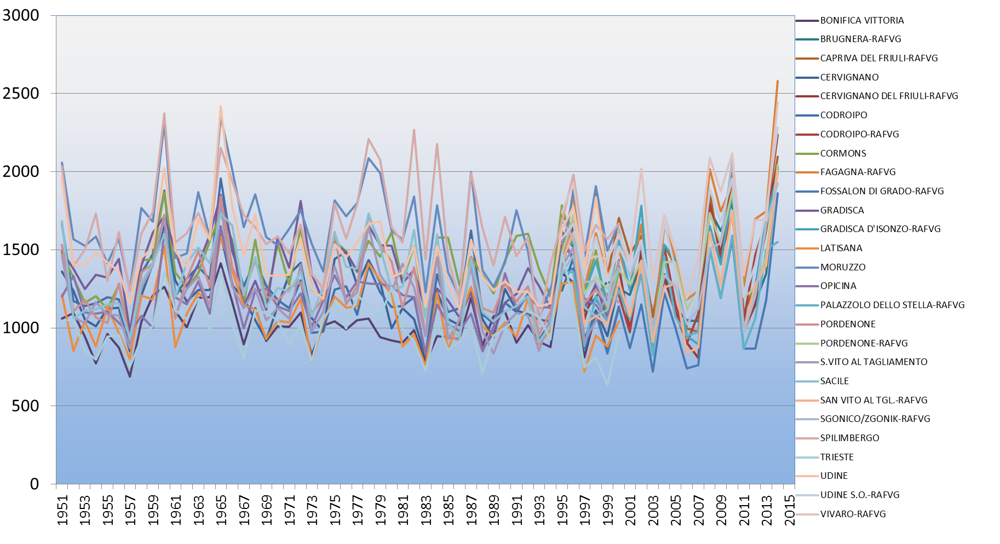 3000
2500
2000
1500
1000
500
0
1951
1953
1955
1957
1959
1961
1963
1965
1967
1969
1971
1973
1975
1977
1979
1981
1983
1985
1987
1989
1991
1993
1995
1997
1999
2001
2003
2005
2007
2009
2011
2013
2015
BONIFICA VITTORIA
BRUGNERA-RAFVG
CAPRIVA DEL FRIULI-RAFVG
CERVIGNANO
CERVIGNANO DEL FRIULI-RAFVG
CODROIPO
CODROIPO-RAFVG
CORMONS
FAGAGNA-RAFVG
FOSSALON DI GRADO-RAFVG
GRADISCA
GRADISCA D'ISONZO-RAFVG
LATISANA
MORUZZO
OPICINA
PALAZZOLO DELLO STELLA-RAFVG
PORDENONE
PORDENONE-RAFVG
S.VITO AL TAGLIAMENTO
SACILE
SAN VITO AL TGL.-RAFVG
SGONICO/ZGONIK-RAFVG
SPILIMBERGO
TRIESTE
UDINE
UDINE S.O.-RAFVG
VIVARO-RAFVG